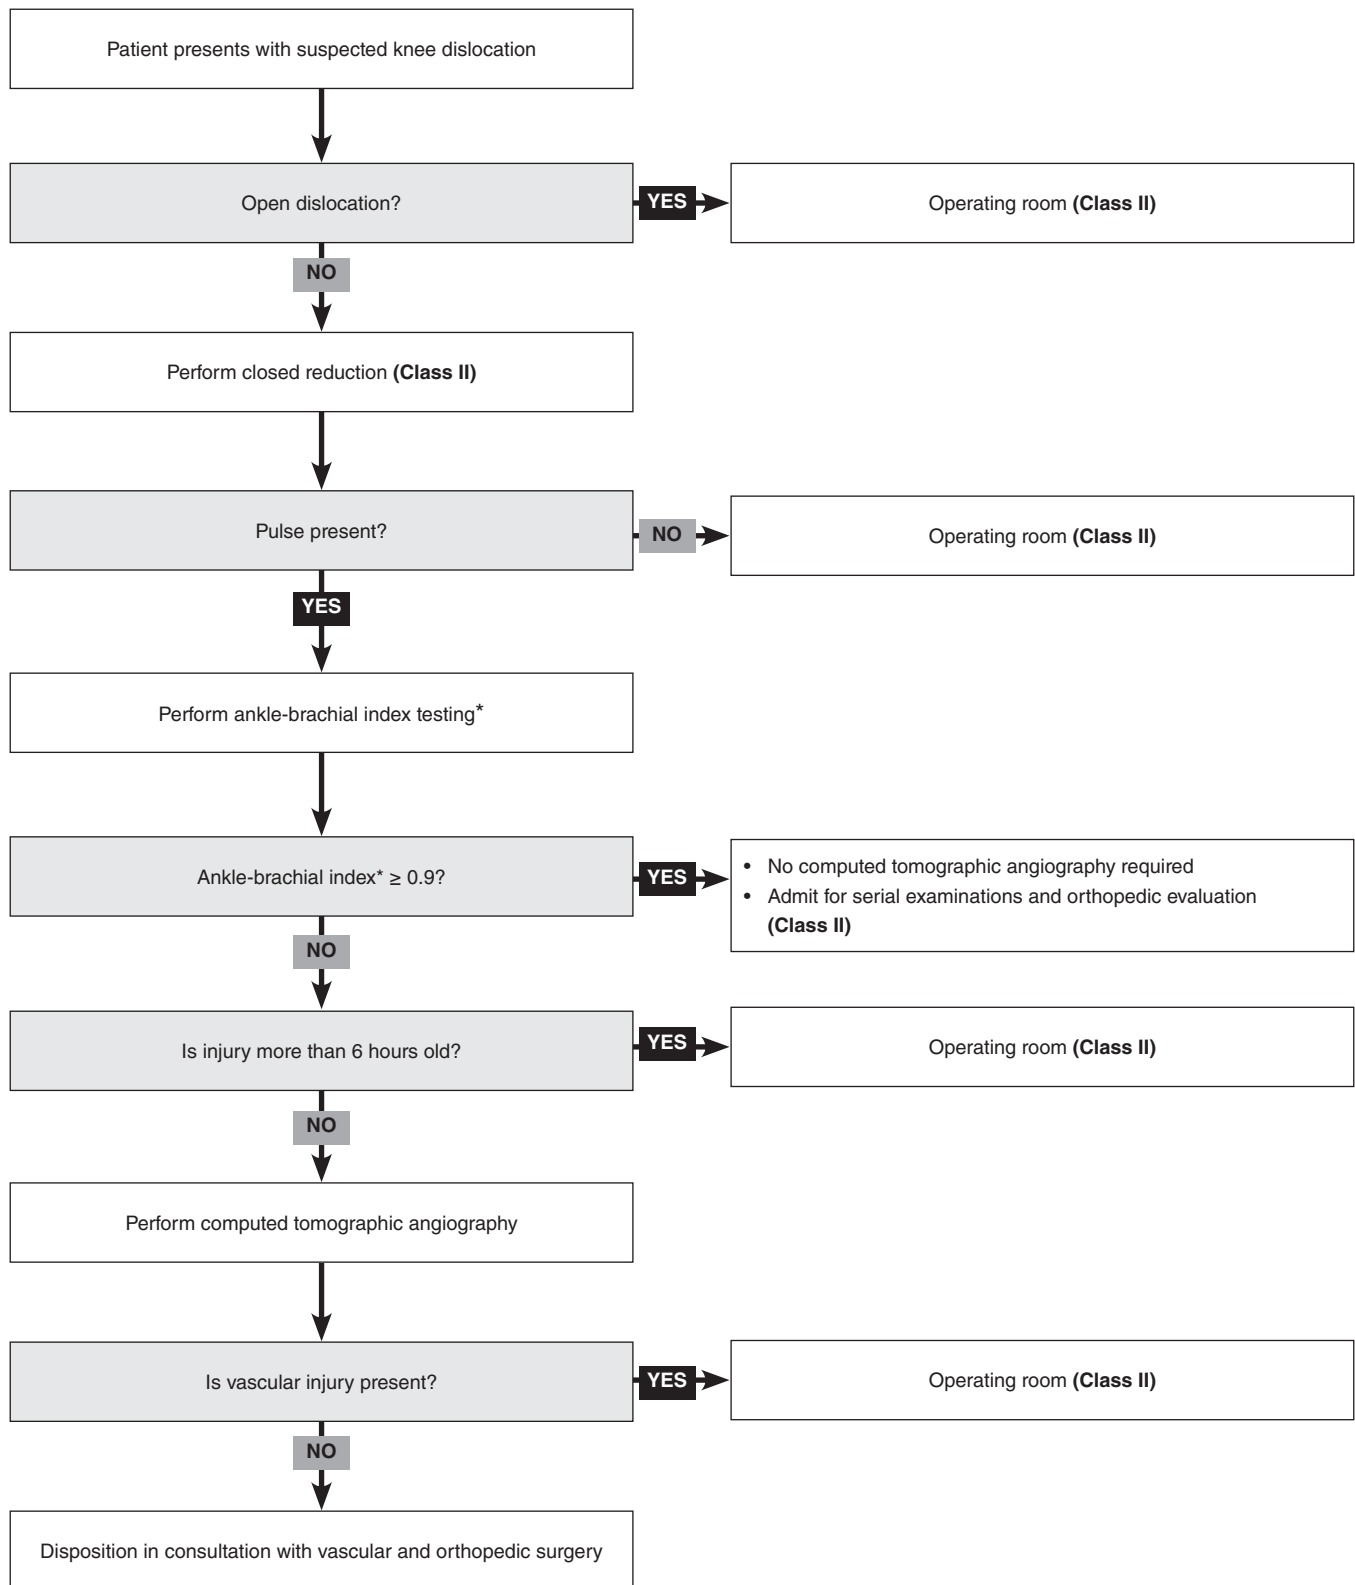 Patient presents with suspected knee dislocation
Open dislocation?
YES
Operating room (Class II)
NO
Perform closed reduction (Class II)
Pulse present?
NO
Operating room (Class II)
YES
Perform ankle-brachial index testing*
Ankle-brachial index* ≥ 0.9?
YES
• No computed tomographic angiography required
• Admit for serial examinations and orthopedic evaluation
(Class II)
NO
Is injury more than 6 hours old?
YES
Operating room (Class II)
NO
Perform computed tomographic angiography
Is vascular injury present?
YES
Operating room (Class II)
NO
Disposition in consultation with vascular and orthopedic surgery